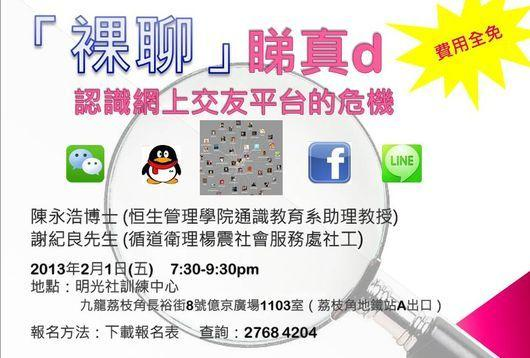 「裸聊」睇真d
費用全免
認識網上交友平台的危機
LINE
陳永浩博士 (恒生管理學院通識教育系助理教授)
謝紀良先生 (循道衛理楊震社會服務處社工)
2013年2月1日(五) 7:30-9:30pm
地點：明光社訓練中心
九龍荔枝角長裕街8號億京廣場1103室（荔枝角地鐵站A出口）
報名方法：下載報名表 查詢：2768 4204